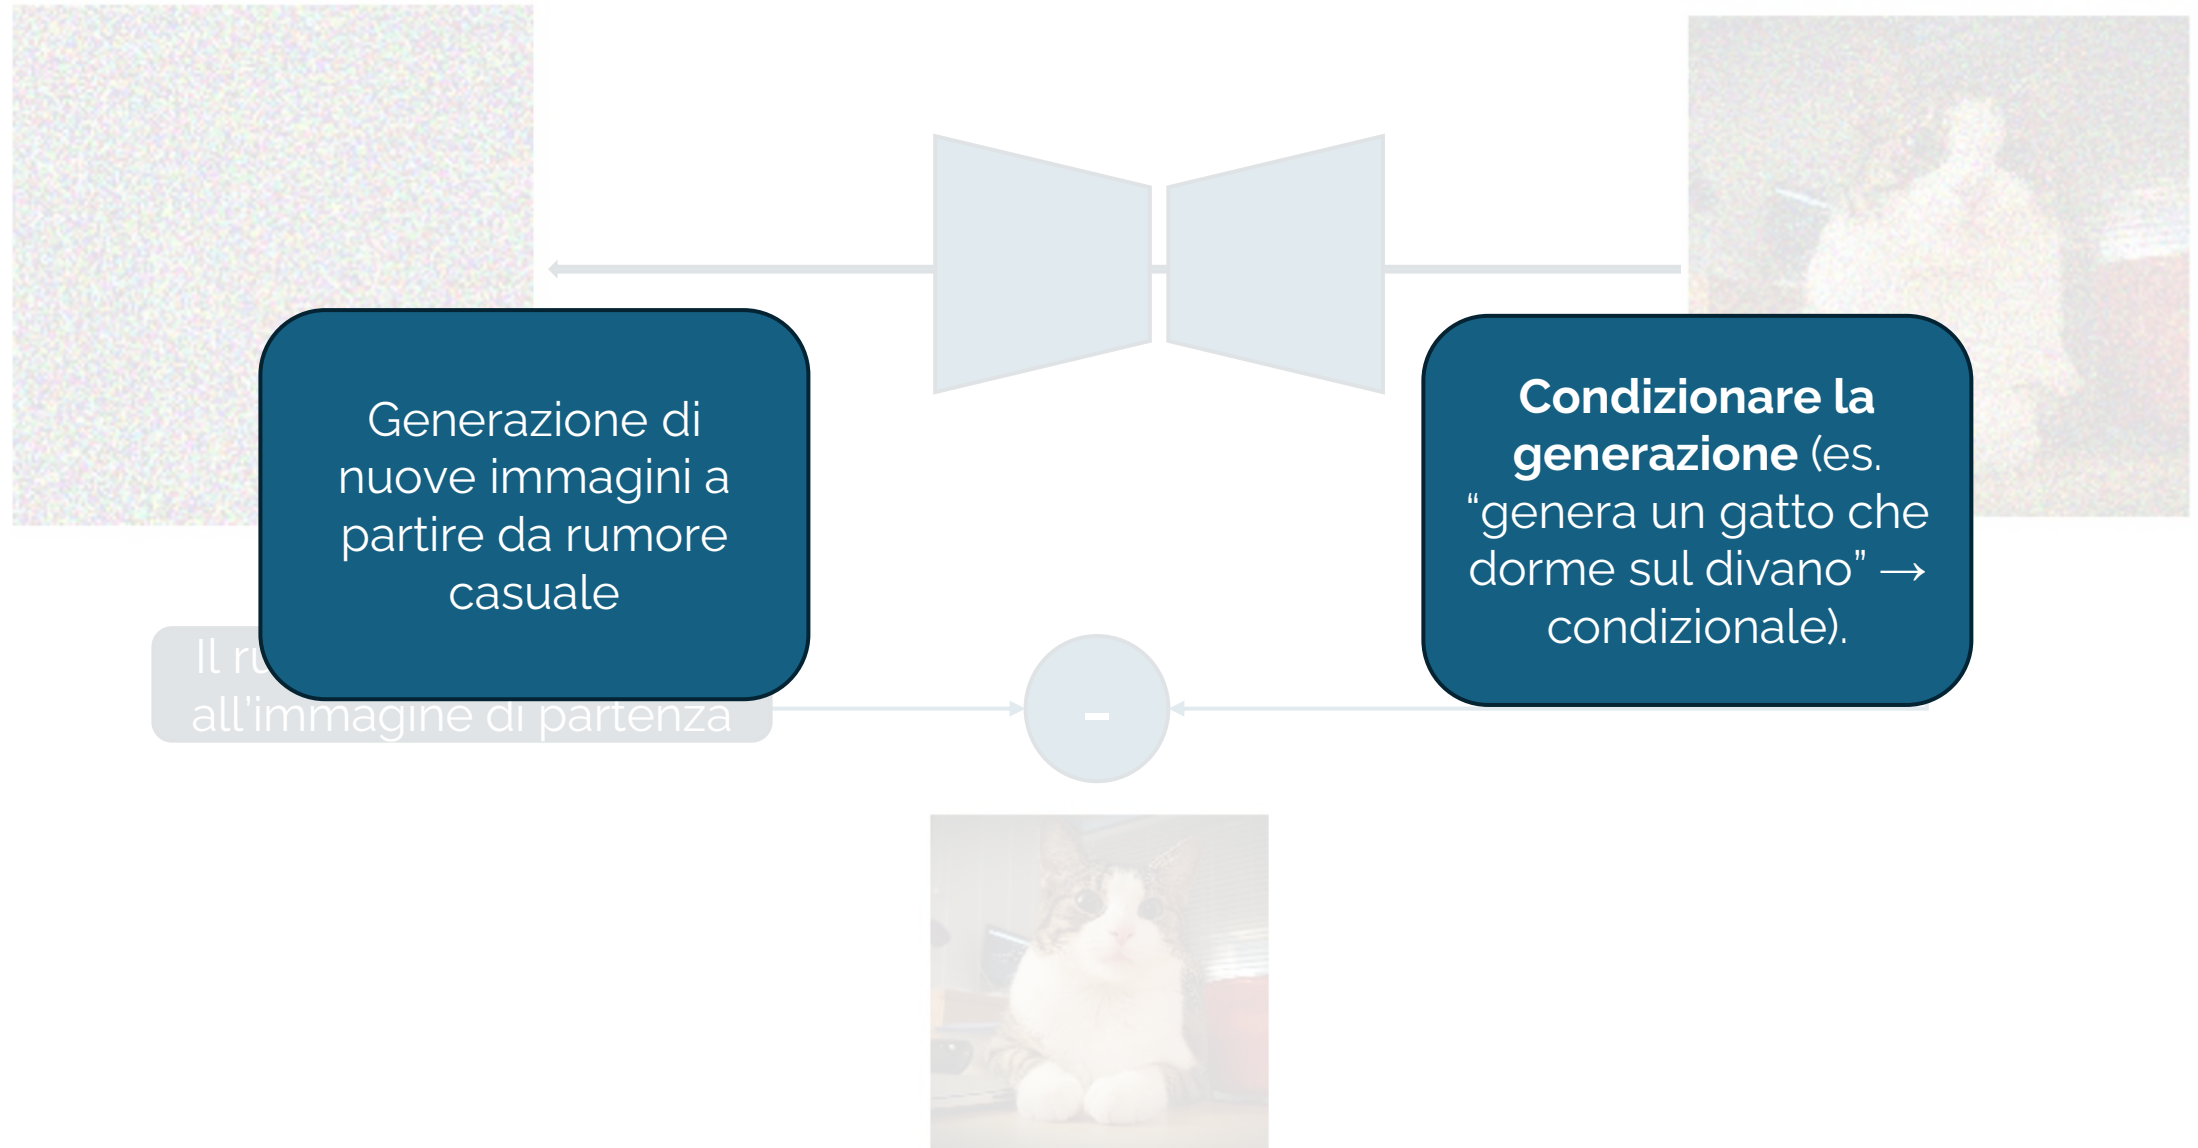 Generazione di
nuove immagini a
partire da rumore
casuale
Condizionare la
generazione (es.
“genera un gatto che
dorme sul divano” →
condizionale).
Il
all’immagine di partenza
-